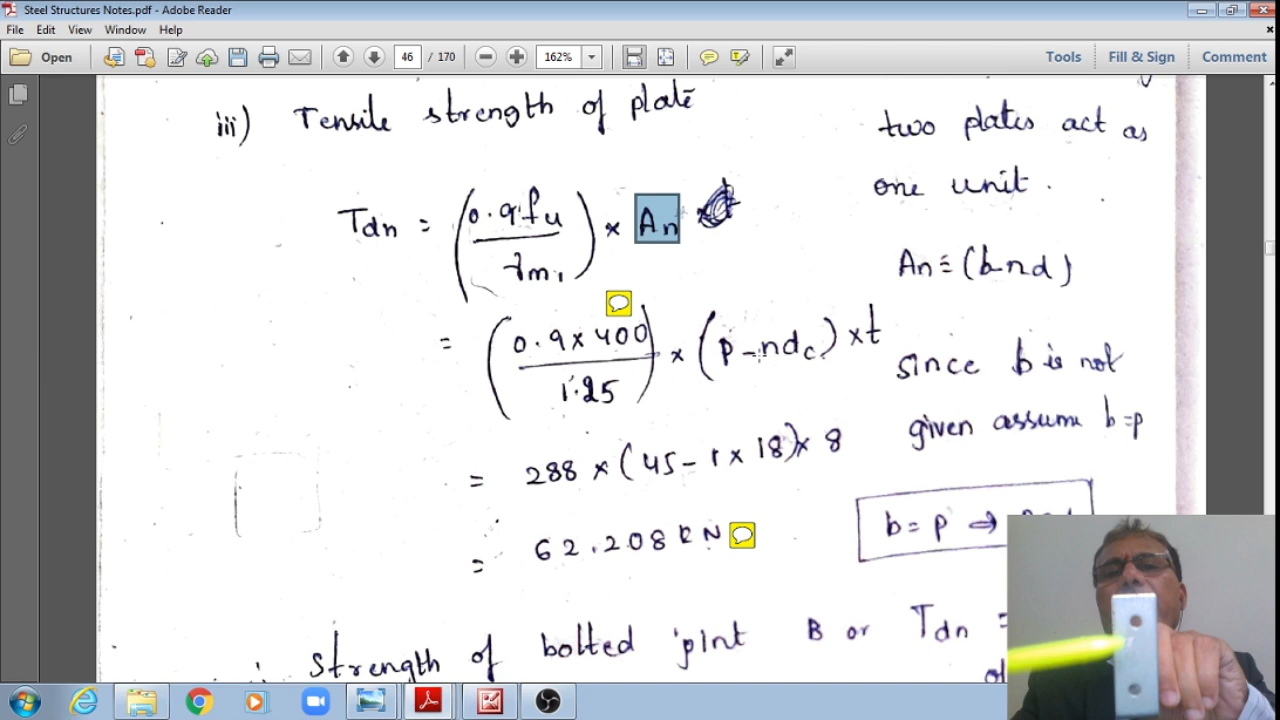 Steel Structures Notes.pdf - Adobe Reader
File Edit View Window Help
Open 46 / 170 162% Tools Fill & Sign Comment
iii) Tensile strength of plate
two plates act as
one unit.
Tdn = (0.9fu / γm1) × An
An = (b-nd)
= (0.9×400 / 1.25) × (p-ndc) × t
since b is not
given assume b=p
= 288 × (45-1×18) × 8
b=p ⇒
= 62.208 KN
strength of bolted joint B or Tdn =